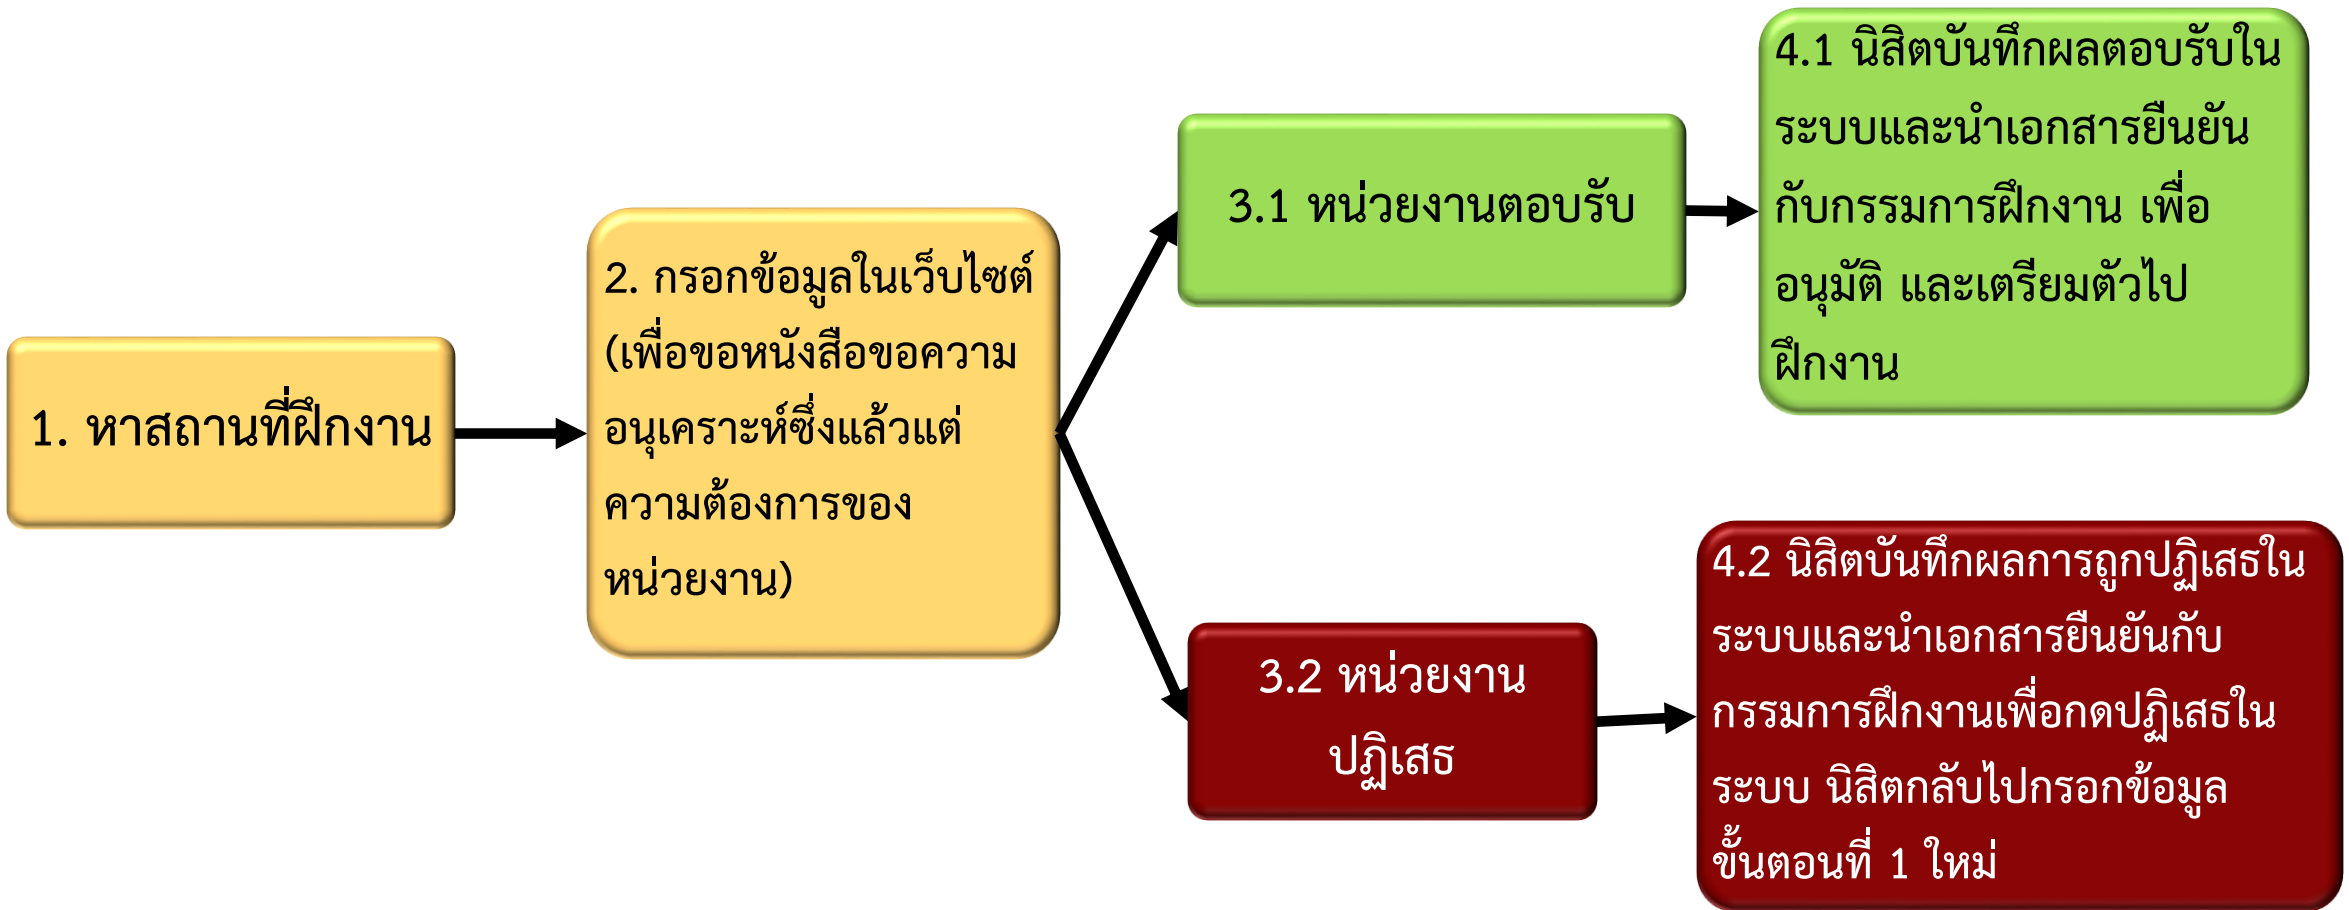 1. หาสถานที่ฝึกงาน
2. กรอกข้อมูลในเว็บไซต์
(เพื่อขอหนังสือขอความ
อนุเคราะห์ซึ่งแล้วแต่
ความต้องการของ
หน่วยงาน)
3.1 หน่วยงานตอบรับ
4.1 นิสิตบันทึกผลตอบรับใน
ระบบและนำเอกสารยืนยัน
กับกรรมการฝึกงาน เพื่อ
อนุมัติ และเตรียมตัวไป
ฝึกงาน
3.2 หน่วยงาน
ปฏิเสธ
4.2 นิสิตบันทึกผลการถูกปฏิเสธใน
ระบบและนำเอกสารยืนยันกับ
กรรมการฝึกงานเพื่อกดปฏิเสธใน
ระบบ นิสิตกลับไปกรอกข้อมูล
ขั้นตอนที่ 1 ใหม่